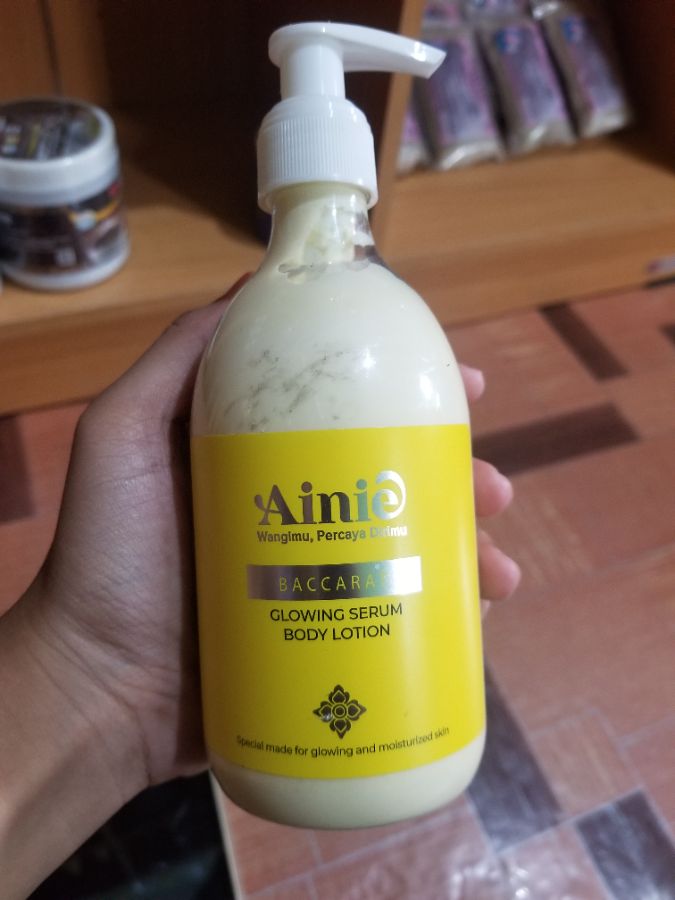 Ainie
Wangimu, Percaya Dirimu
BACCARAT
GLOWING SERUM
BODY LOTION
Special made for glowing and moisturized skin